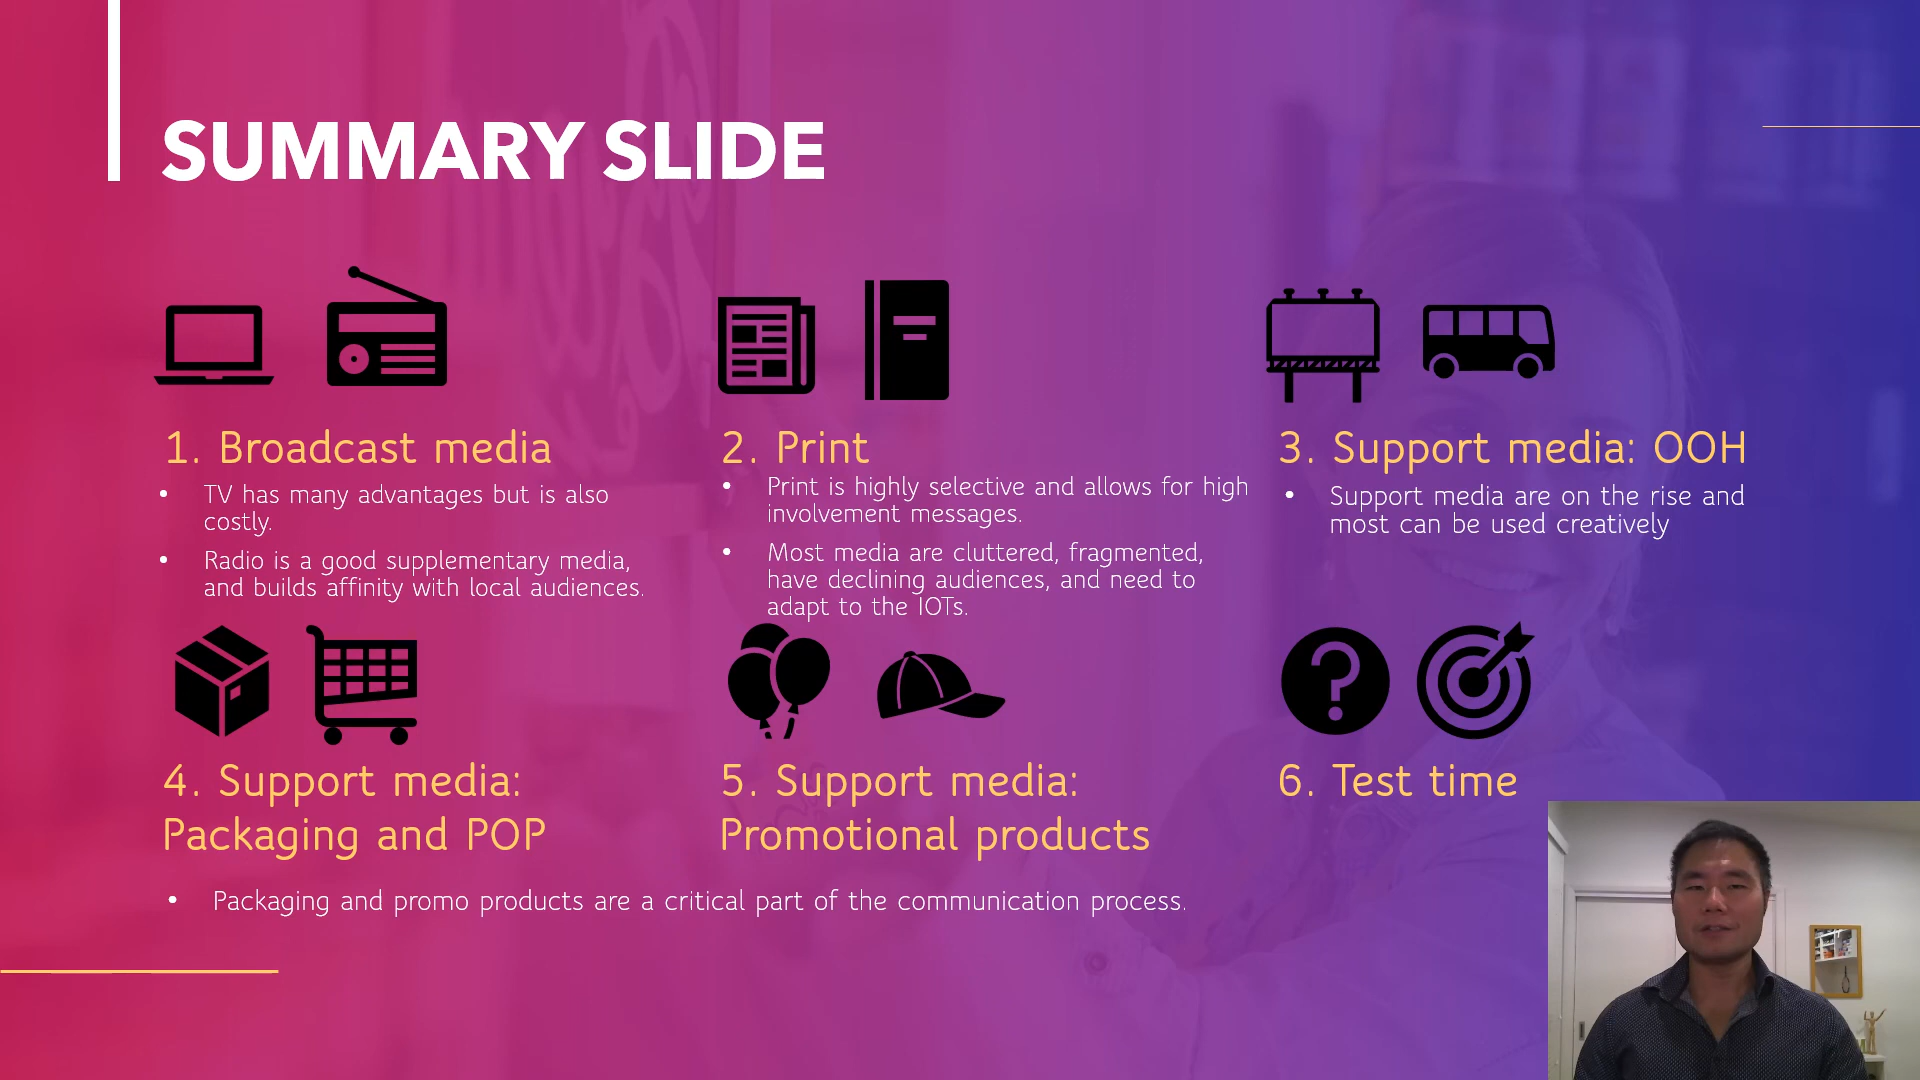 SUMMARY SLIDE
1. Broadcast media
• TV has many advantages but is also
costly.
• Radio is a good supplementary media,
and builds affinity with local audiences.
2. Print
• Print is highly selective and allows for high
involvement messages.
• Most media are cluttered, fragmented,
have declining audiences, and need to
adapt to the IOTs.
3. Support media: OOH
• Support media are on the rise and
most can be used creatively
4. Support media:
Packaging and POP
5. Support media:
Promotional products
• Packaging and promo products are a critical part of the communication process.
6. Test time